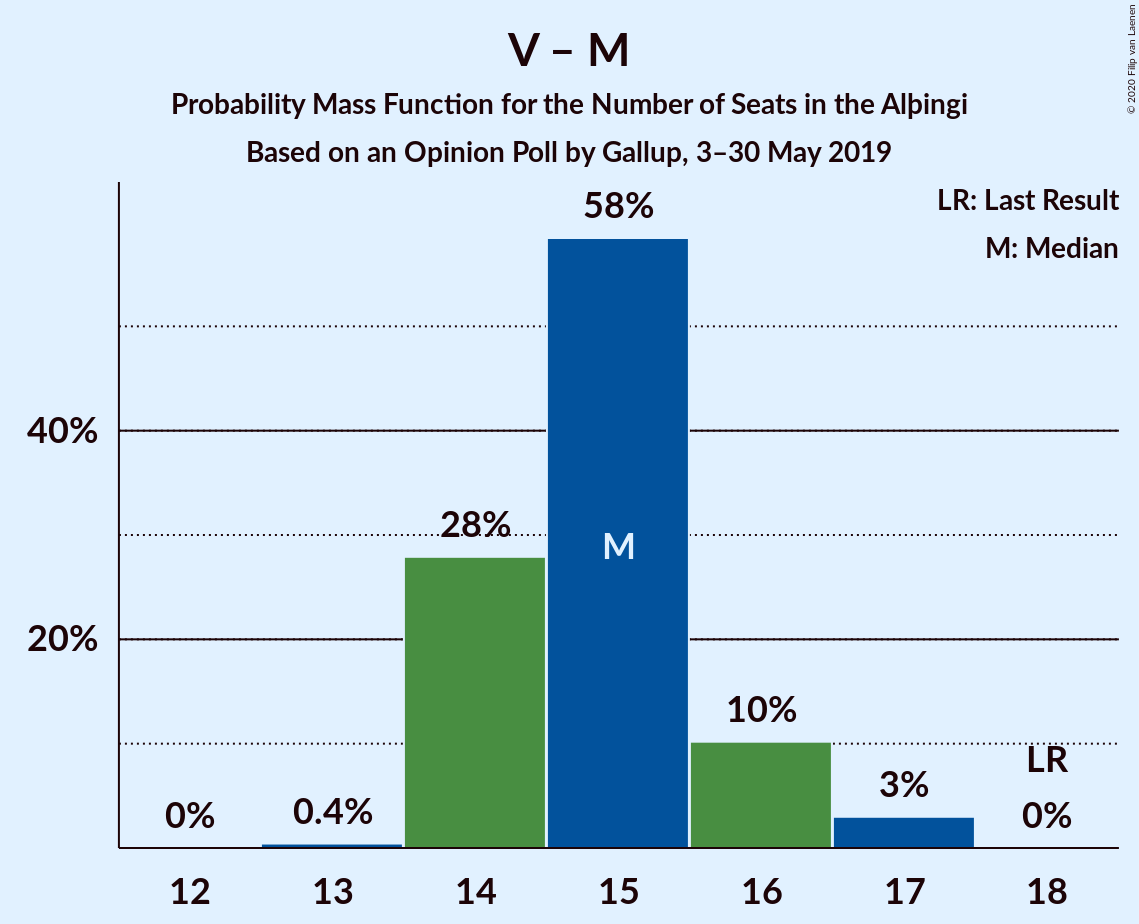 V – M
Probability Mass Function for the Number of Seats in the Alþingi
Based on an Opinion Poll by Gallup, 3–30 May 2019
© 2020 Filip van Laenen
LR: Last Result
M: Median
58%
40%
28%
M
20%
10%
LR
3%
0%
0.4%
0%
12 13 14 15 16 17 18